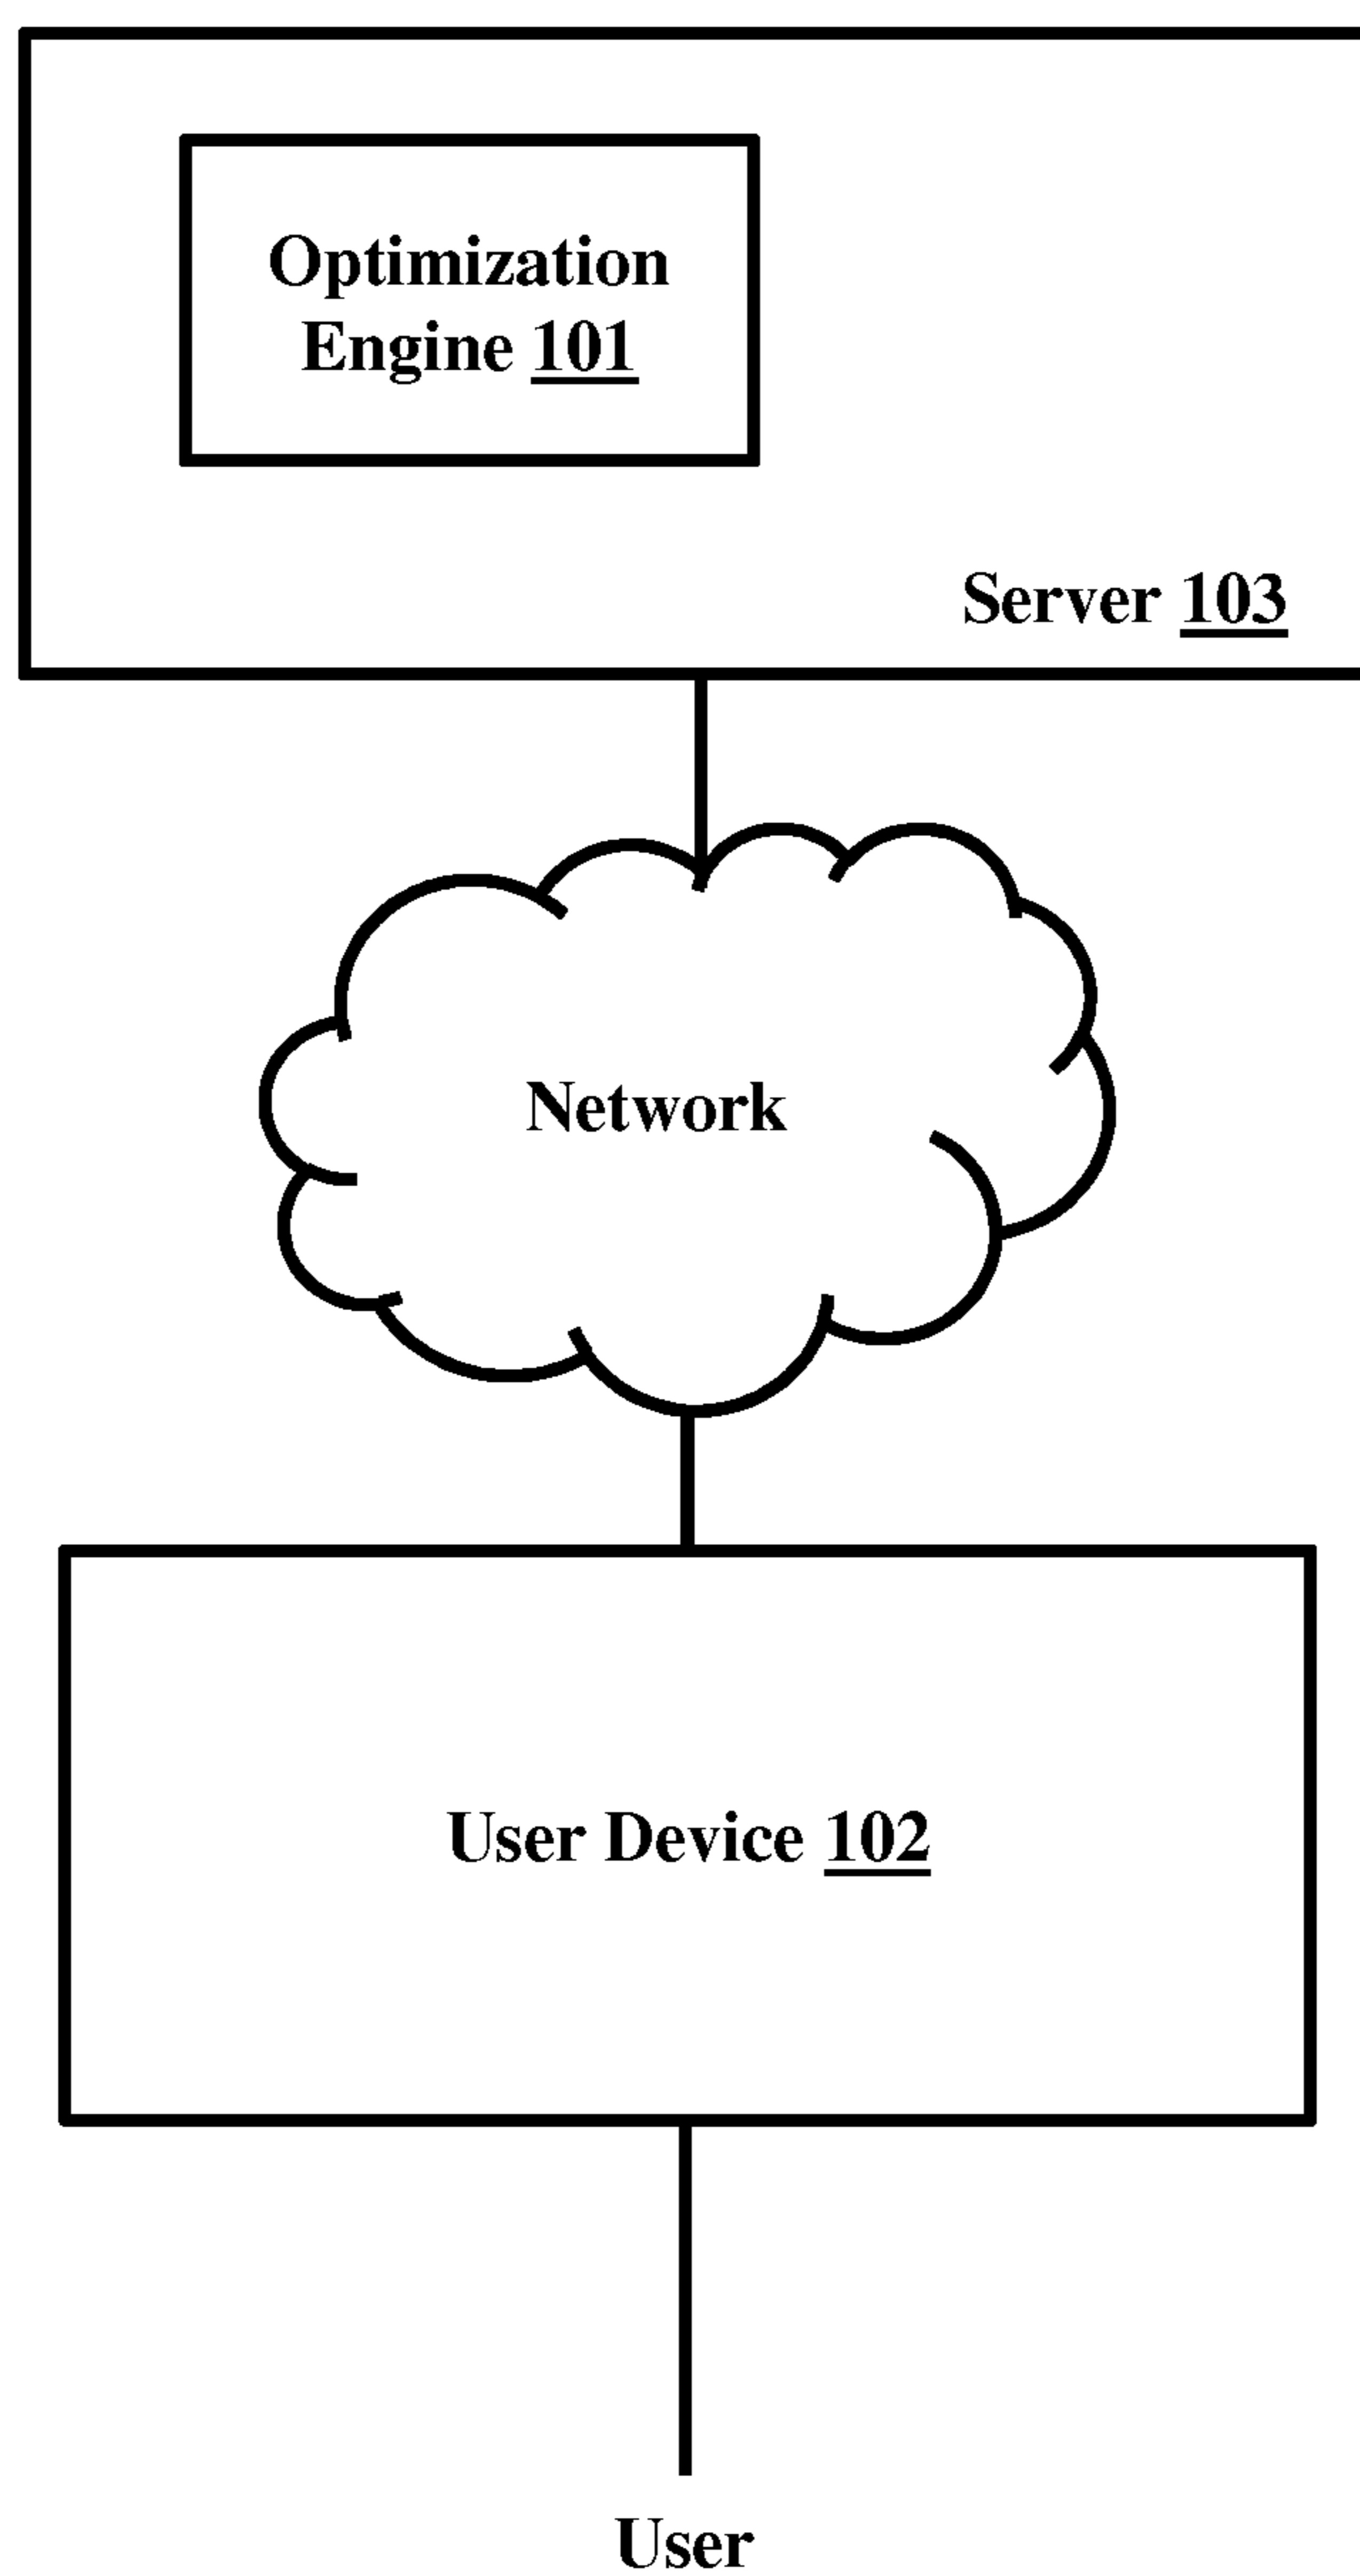 Optimization
Engine 101
Server 103
Network
User Device 102
User